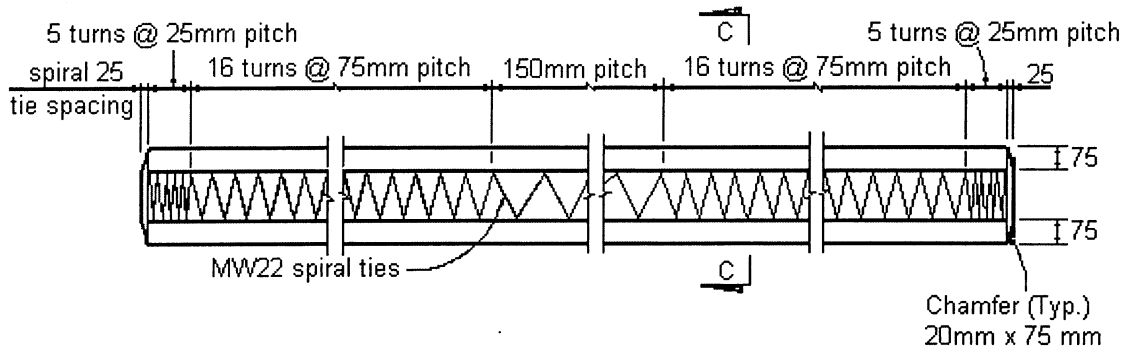 C
5 turns @ 25mm pitch
5 turns @ 25mm pitch
spiral 25
16 turns @ 75mm pitch
150mm pitch
16 turns @ 75mm pitch
25
tie spacing
75
75
MW22 spiral ties
C
Chamfer (Typ.)
20mm x 75 mm